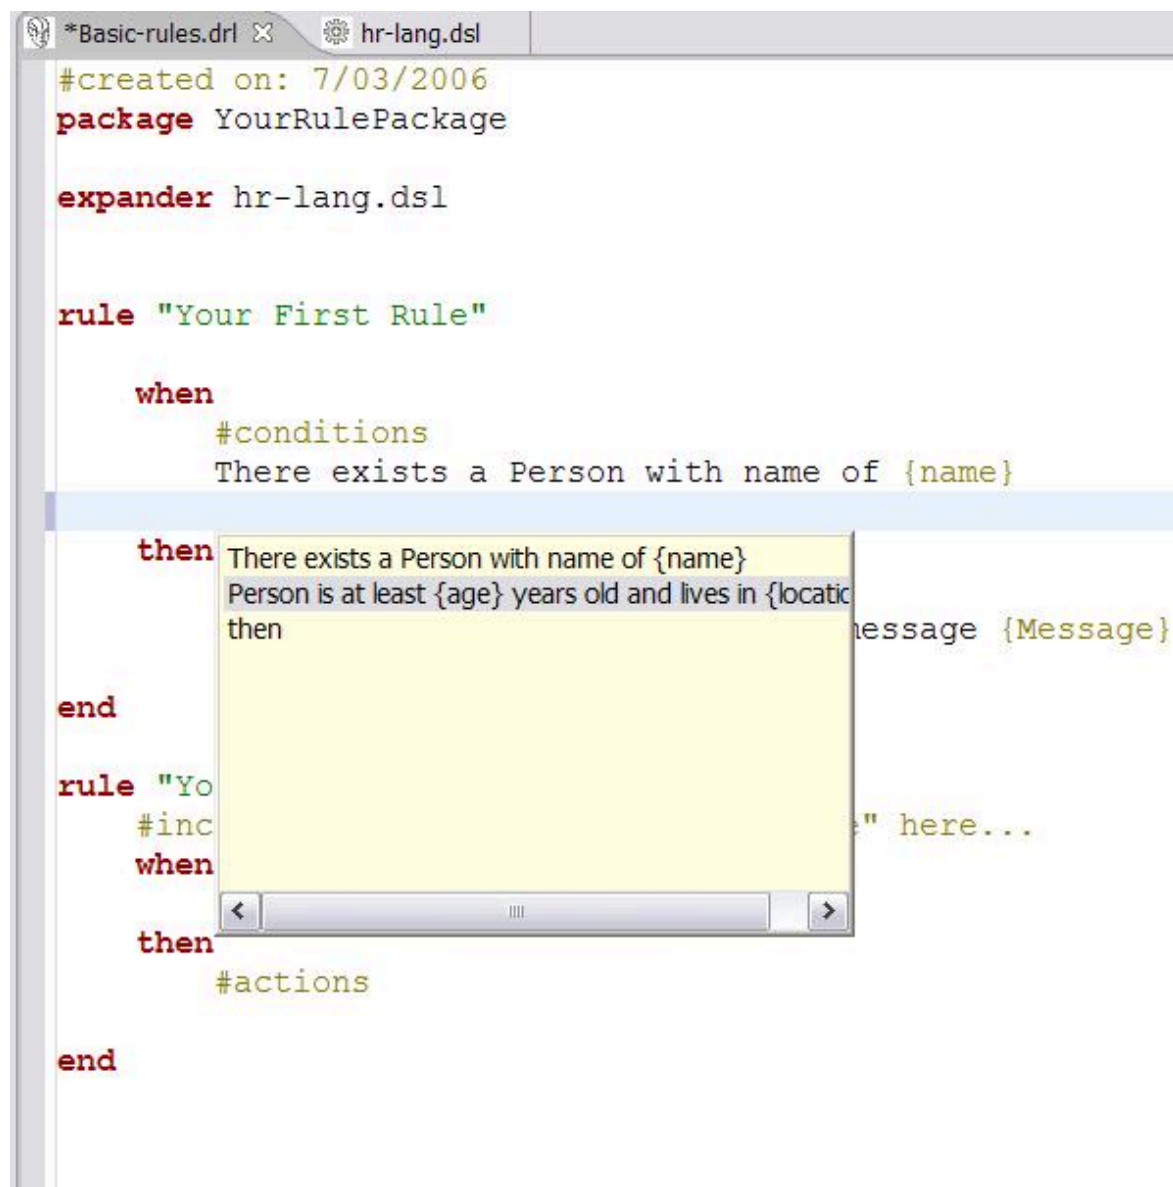 *Basic-rules.drl hr-lang.dsl
#created on: 7/03/2006
package YourRulePackage
expander hr-lang.dsl
rule "Your First Rule"
when
#conditions
There exists a Person with name of {name}
then
There exists a Person with name of {name}
Person is at least {age} years old and lives in {locatic
then
essage {Message}
end
rule "Yo
#inc " here...
when
then
#actions
end